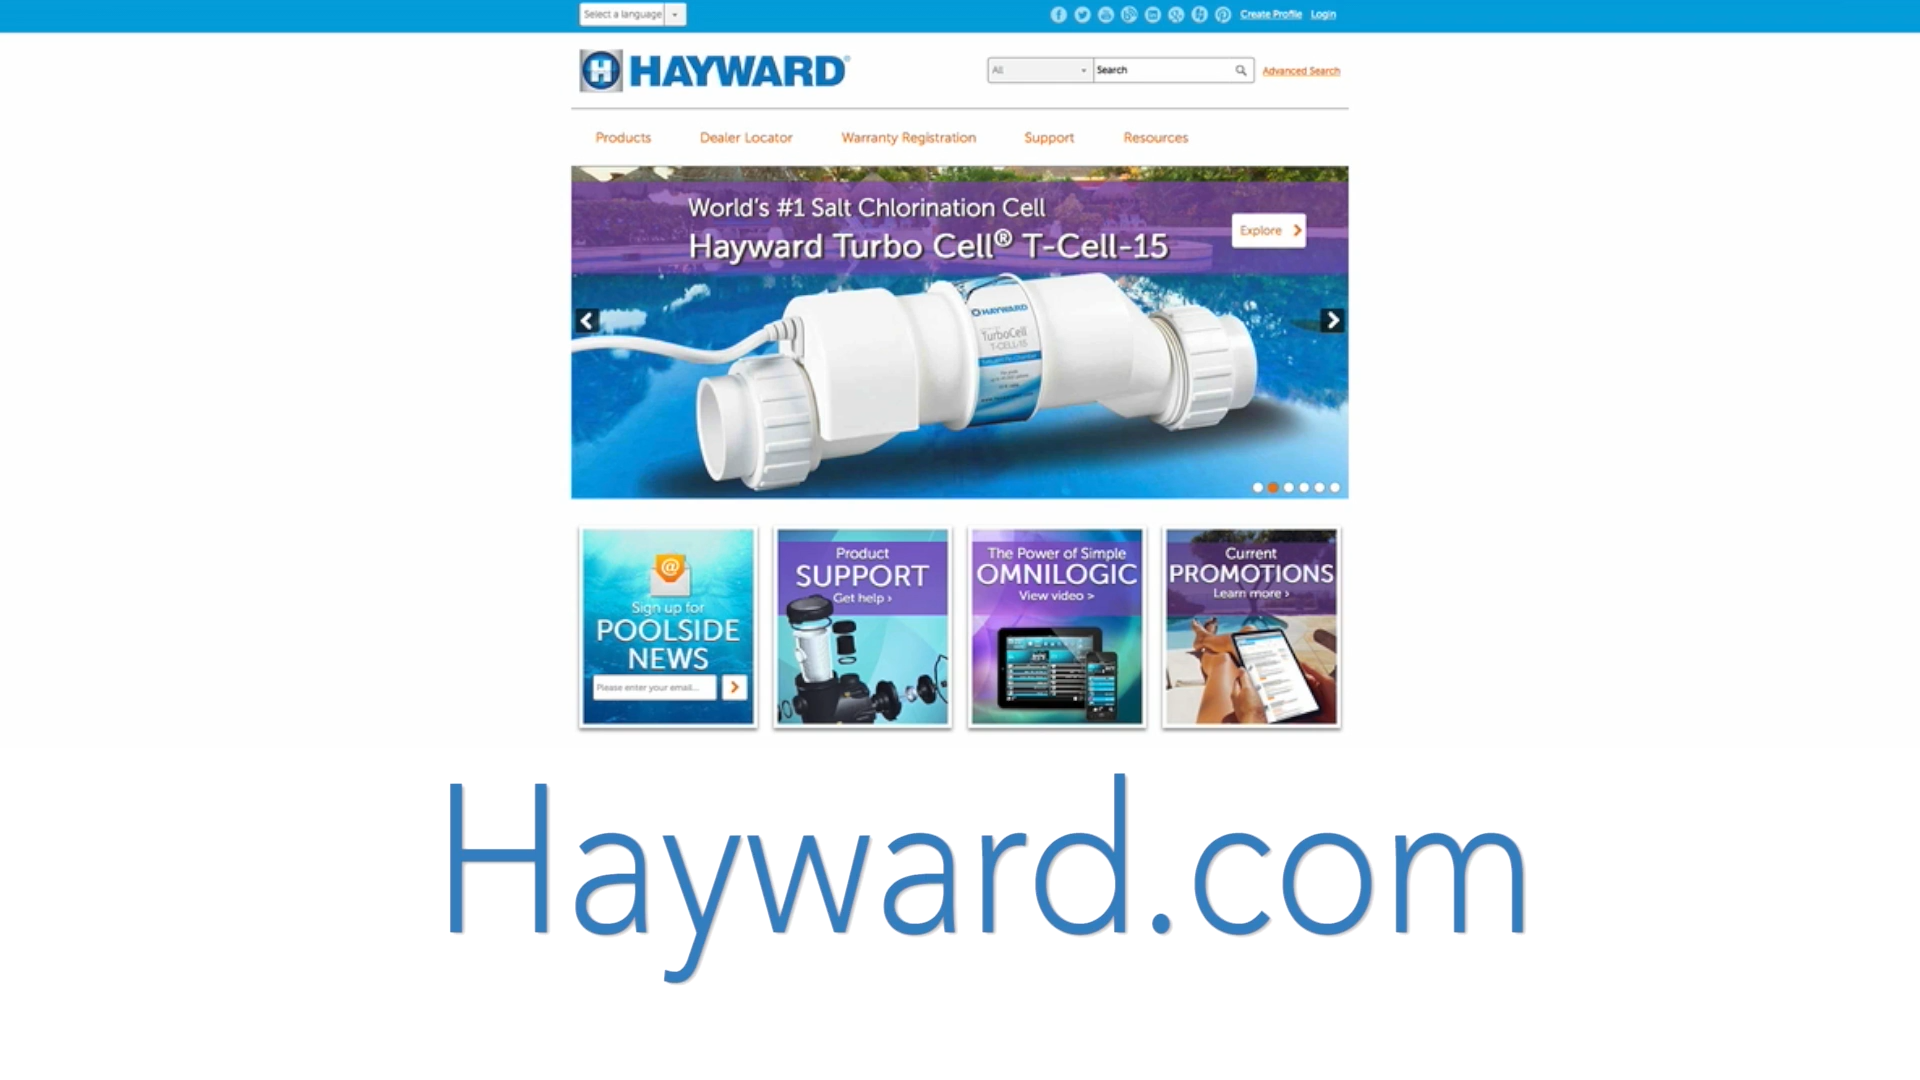 Select a language
Create Profile Login
H HAYWARD®
All Search Advanced Search
Products Dealer Locator Warranty Registration Support Resources
World's #1 Salt Chlorination Cell
Hayward Turbo Cell® T-Cell-15
Explore
HAYWARD
TurboCell
T-CELL-15
Sign up for
POOLSIDE
NEWS
Please enter your email...
Product
SUPPORT
Get help ›
The Power of Simple
OMNILOGIC
View video >
Current
PROMOTIONS
Learn more ›
Hayward.com